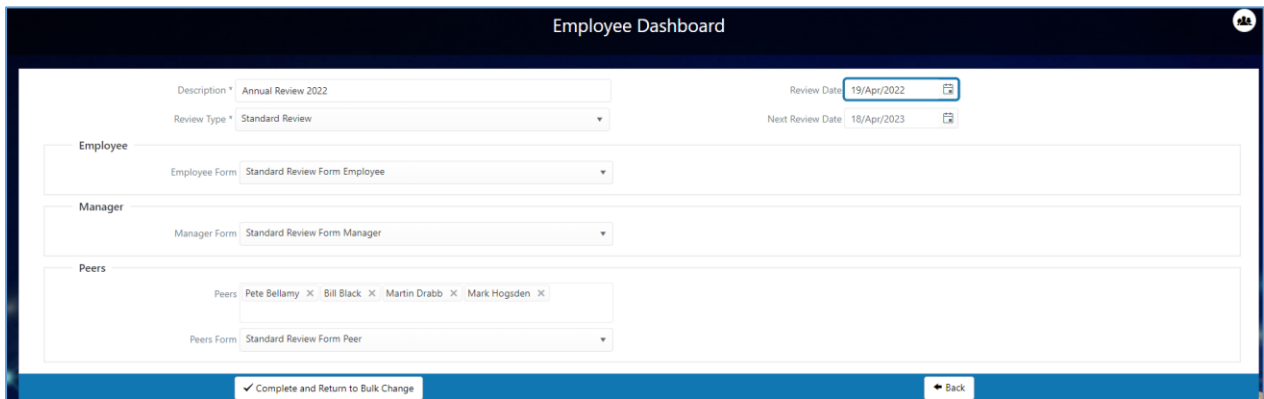 Employee Dashboard
Description * Annual Review 2022 Review Date 19/Apr/2022
Review Type * Standard Review Next Review Date 18/Apr/2023
Employee
Employee Form Standard Review Form Employee
Manager
Manager Form Standard Review Form Manager
Peers
Peers Pete Bellamy × Bill Black × Martin Drabb × Mark Hogsden ×
Peers Form Standard Review Form Peer
✓ Complete and Return to Bulk Change Back